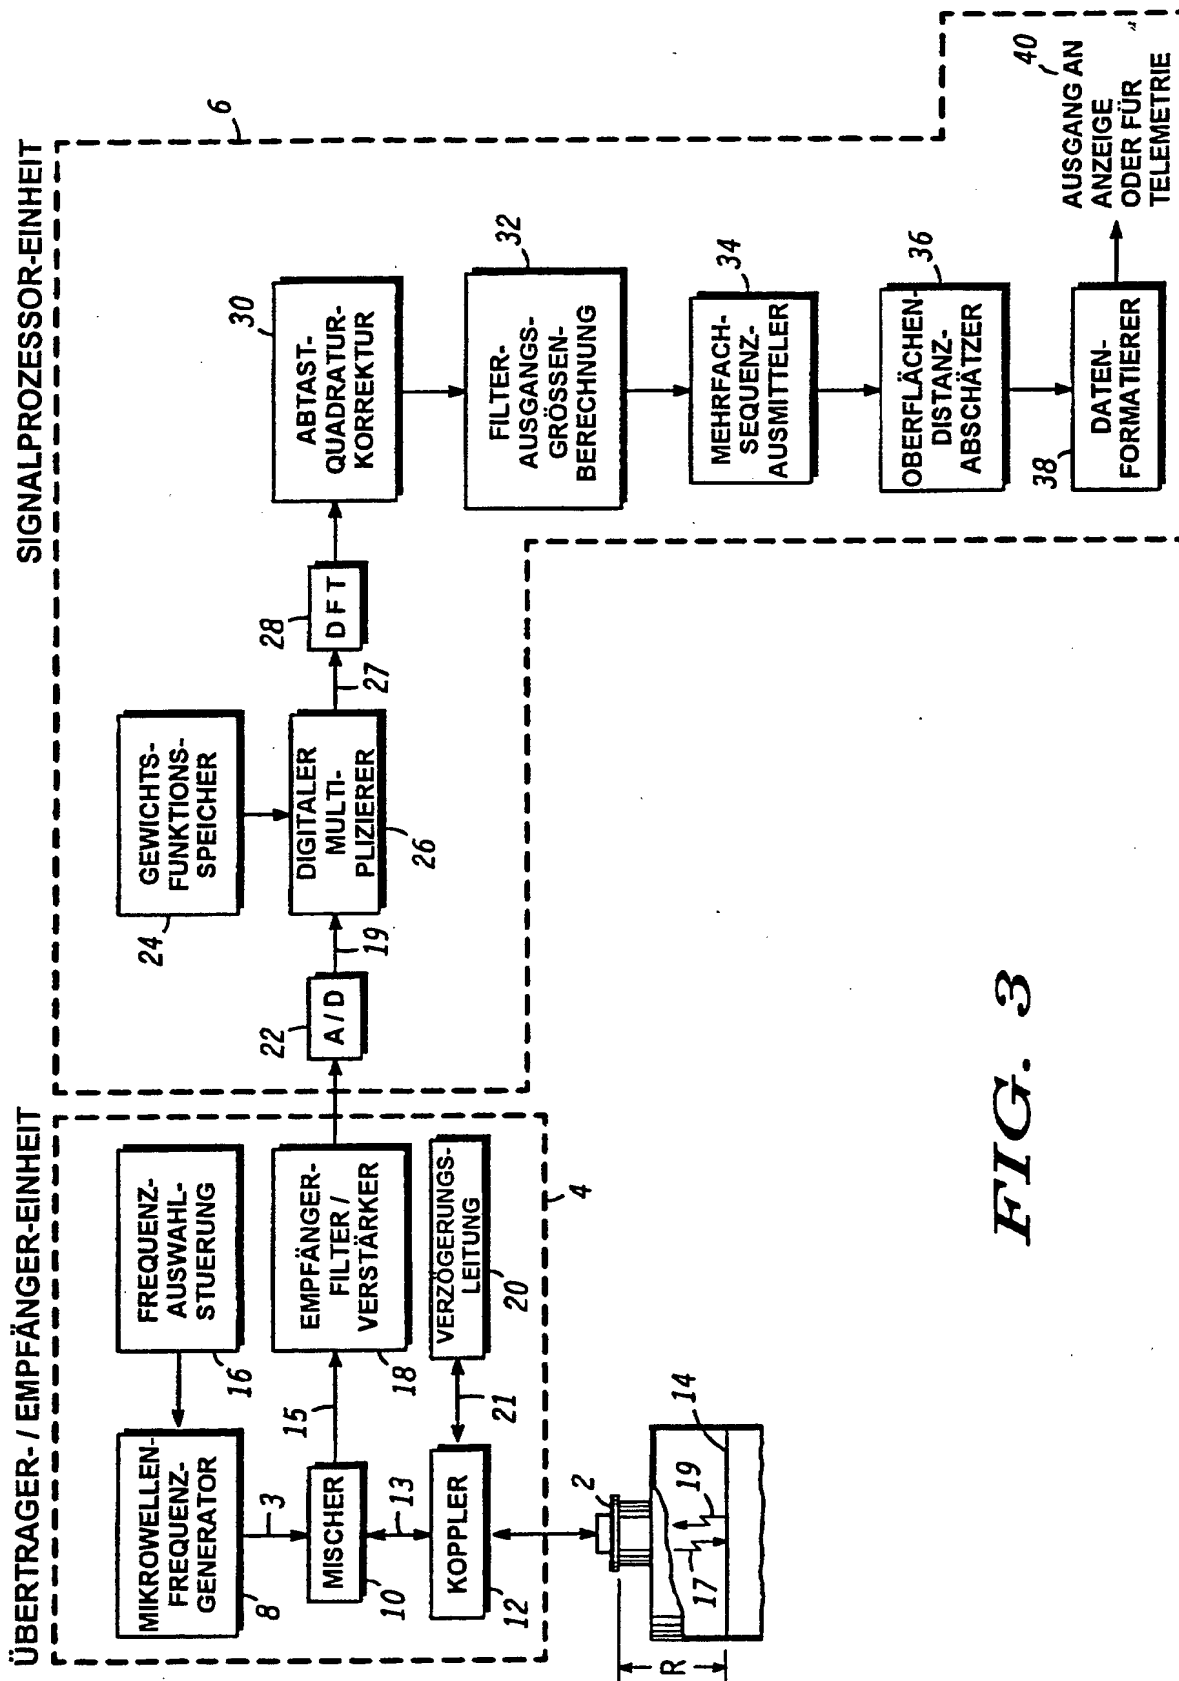 ÜBERTRAGER- / EMPFÄNGER-EINHEIT
SIGNALPROZESSOR-EINHEIT
MIKROWELLEN-
FREQUENZ-
GENERATOR
8
FREQUENZ-
AUSWAHL-
STUERUNG
16
3
MISCHER
10
15
EMPFÄNGER-
FILTER /
VERSTÄRKER
18
13
KOPPLER
12
21
VERZÖGERUNGS-
LEITUNG
20
4
2
14
17
19
R
6
A/D
22
19
GEWICHTS-
FUNKTIONS-
SPEICHER
24
DIGITALER
MULTI-
PLIZIERER
26
27
DFT
28
ABTAST-
QUADRATUR-
KORREKTUR
30
FILTER-
AUSGANGS-
GRÖSSEN-
BERECHNUNG
32
MEHRFACH-
SEQUENZ-
AUSMITTELER
34
OBERFLÄCHEN-
DISTANZ-
ABSCHÄTZER
36
DATEN-
FORMATIERER
38
AUSGANG AN
ANZEIGE
ODER FÜR
TELEMETRIE
40
FIG. 3